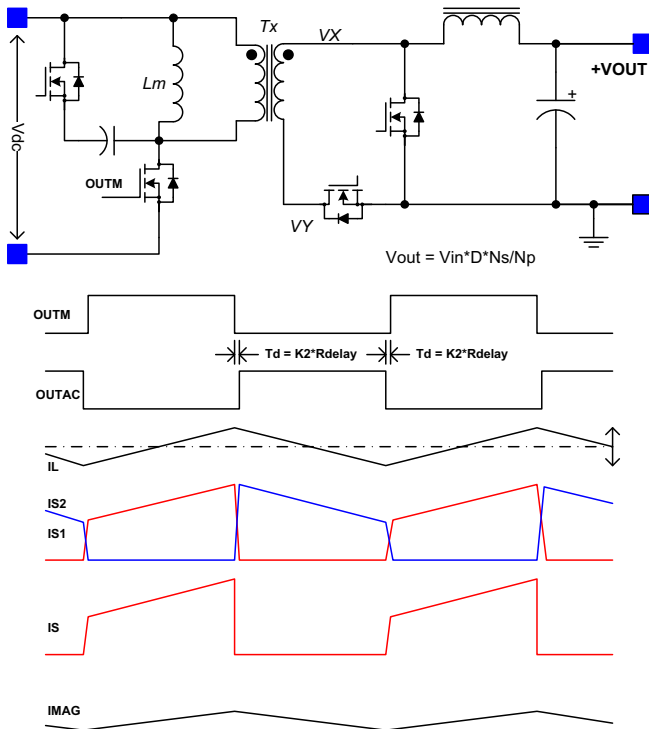 Tx
VX
Lm
+VOUT
+
Vdc
OUTM
VY
Vout = Vin*D*Ns/Np
OUTM
Td = K2*Rdelay
Td = K2*Rdelay
OUTAC
IL
IS2
IS1
IS
IMAG